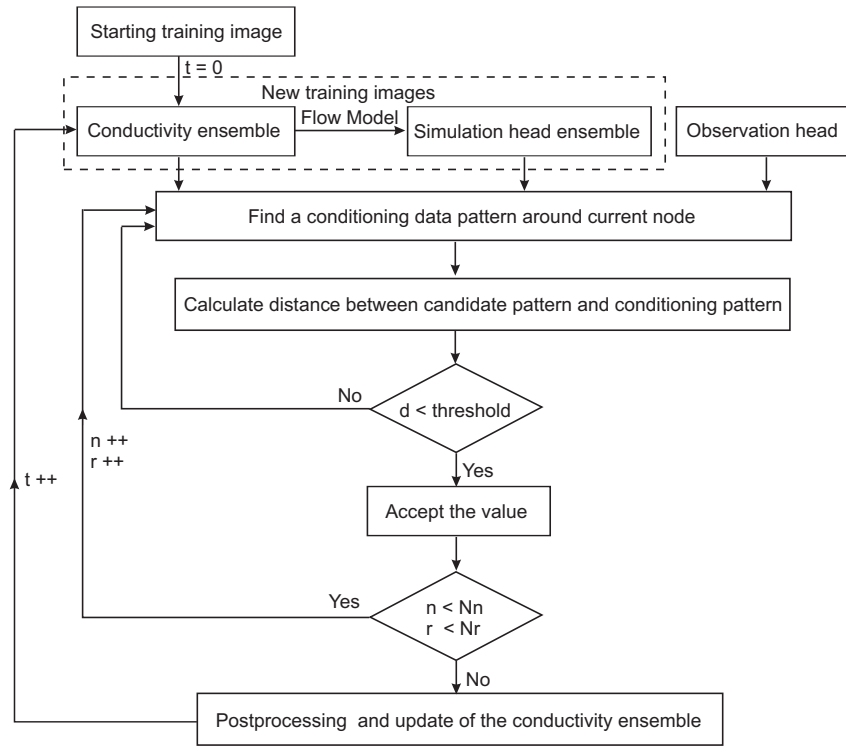 Starting training image
t = 0
New training images
Conductivity ensemble
Flow Model
Simulation head ensemble
Observation head
Find a conditioning data pattern around current node
Calculate distance between candidate pattern and conditioning pattern
No
d < threshold
n ++
r ++
t ++
Yes
Accept the value
Yes
n < Nn
r < Nr
No
Postprocessing and update of the conductivity ensemble